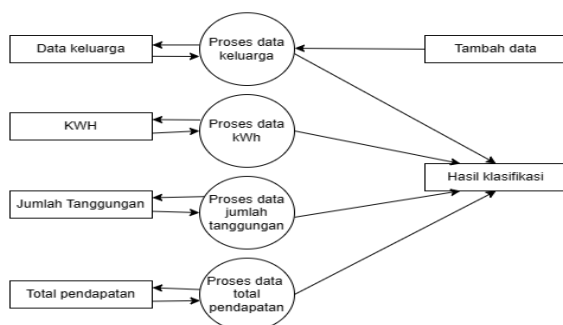 Data keluarga
Proses data
keluarga
Tambah data
KWH
Proses data
kWh
Hasil klasifikasi
Jumlah Tanggungan
Proses data
jumlah
tanggungan
Total pendapatan
Proses data
total
pendapatan